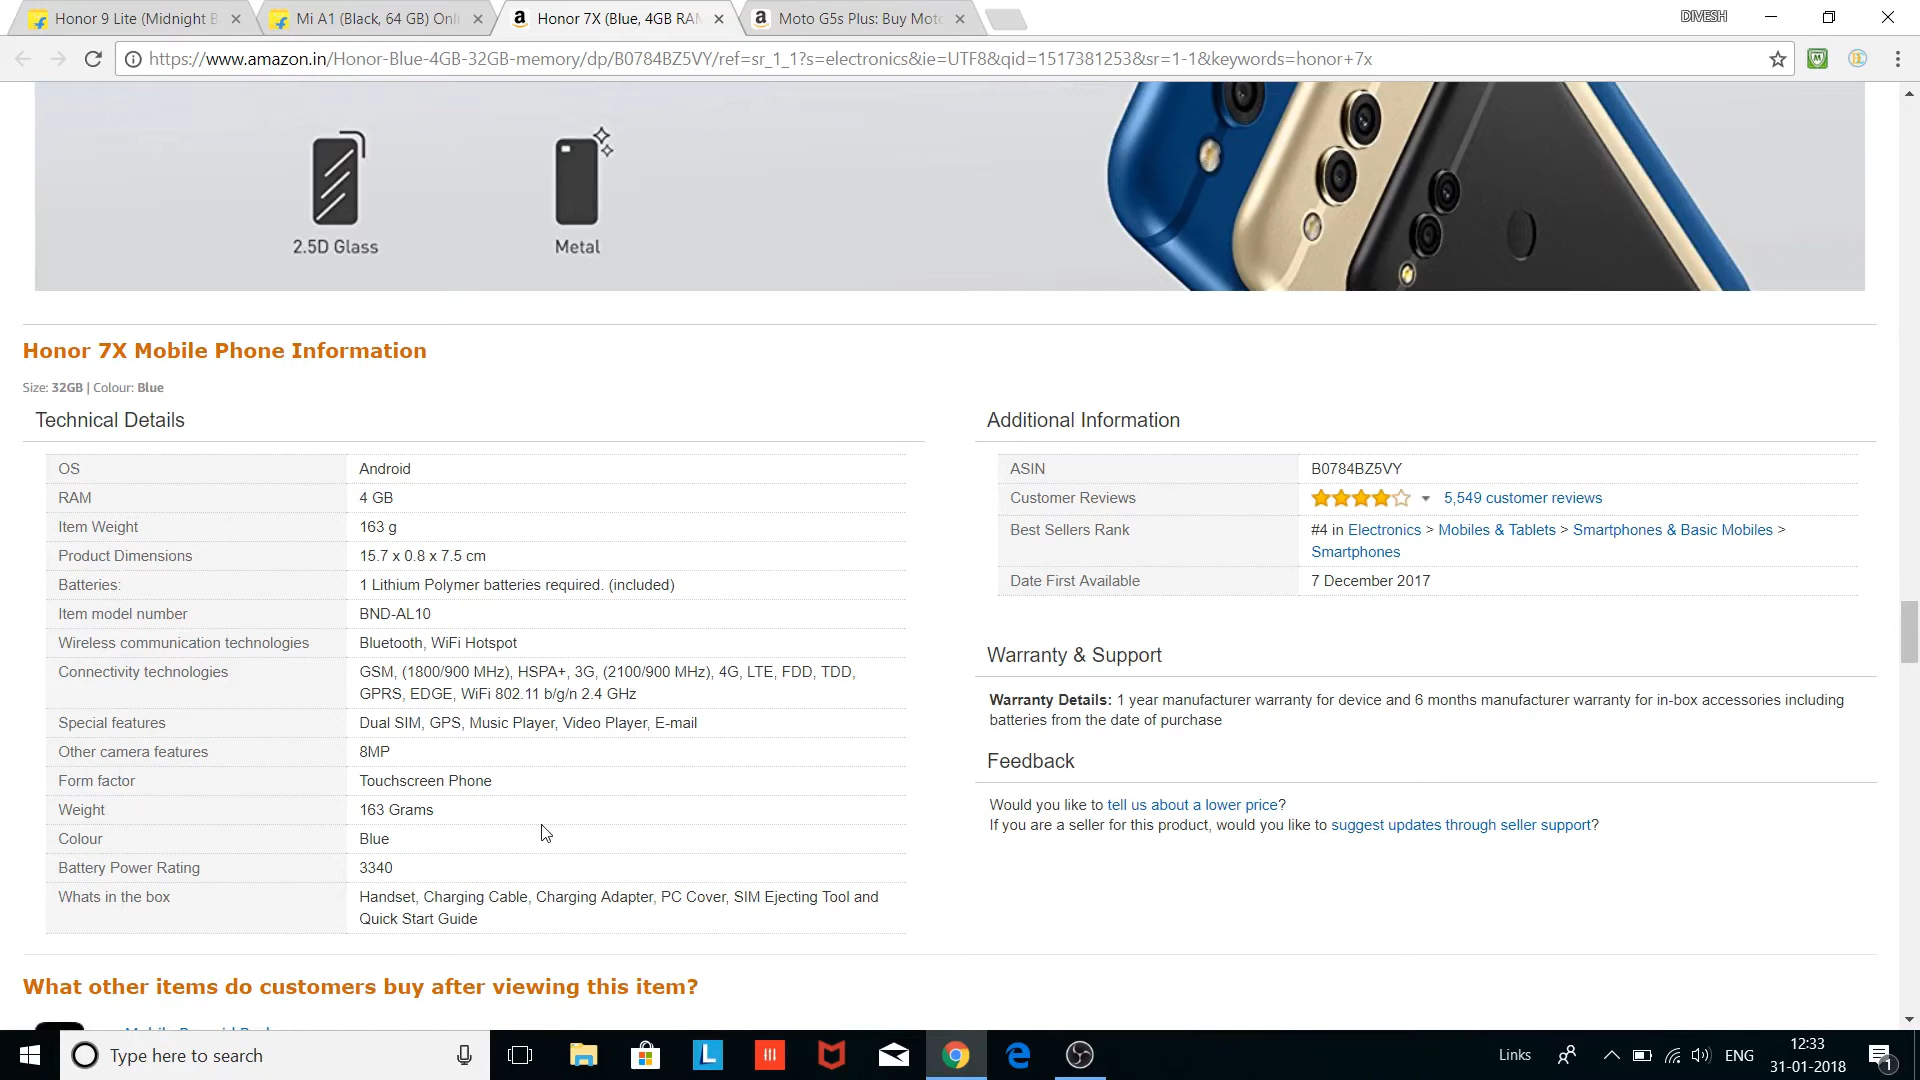 Honor 9 Lite (Midnight B
Mi A1 (Black, 64 GB) Onli
Honor 7X (Blue, 4GB RAM
Moto G5s Plus: Buy Moto
DIVESH
https://www.amazon.in/Honor-Blue-4GB-32GB-memory/dp/B0784BZ5VY/ref=sr_1_1?s=electronics&ie=UTF8&qid=1517381253&sr=1-1&keywords=honor+7x
2.5D Glass
Metal
Honor 7X Mobile Phone Information
Size: 32GB | Colour: Blue
Technical Details
OS Android
RAM 4 GB
Item Weight 163 g
Product Dimensions 15.7 x 0.8 x 7.5 cm
Batteries: 1 Lithium Polymer batteries required. (included)
Item model number BND-AL10
Wireless communication technologies Bluetooth, WiFi Hotspot
Connectivity technologies GSM, (1800/900 MHz), HSPA+, 3G, (2100/900 MHz), 4G, LTE, FDD, TDD,
GPRS, EDGE, WiFi 802.11 b/g/n 2.4 GHz
Special features Dual SIM, GPS, Music Player, Video Player, E-mail
Other camera features 8MP
Form factor Touchscreen Phone
Weight 163 Grams
Colour Blue
Battery Power Rating 3340
Whats in the box Handset, Charging Cable, Charging Adapter, PC Cover, SIM Ejecting Tool and
Quick Start Guide
Additional Information
ASIN B0784BZ5VY
Customer Reviews 5,549 customer reviews
Best Sellers Rank #4 in Electronics > Mobiles & Tablets > Smartphones & Basic Mobiles >
Smartphones
Date First Available 7 December 2017
Warranty & Support
Warranty Details: 1 year manufacturer warranty for device and 6 months manufacturer warranty for in-box accessories including
batteries from the date of purchase
Feedback
Would you like to tell us about a lower price?
If you are a seller for this product, would you like to suggest updates through seller support?
What other items do customers buy after viewing this item?
Type here to search
Links
ENG
12:33
31-01-2018
1